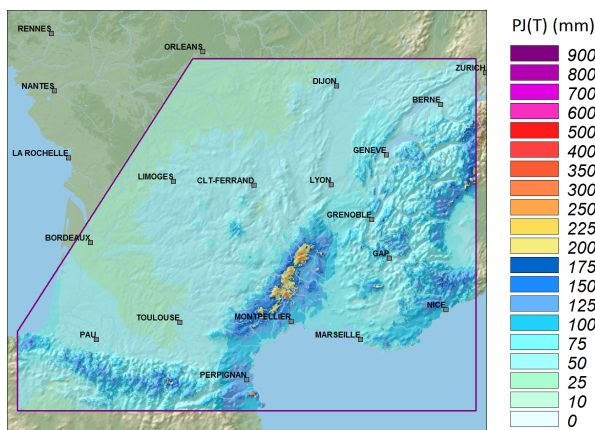 PJ(T) (mm)
RENNES
ORLEANS
ZURICH
DIJON
NANTES
BERNE
LA ROCHELLE
GENEVE
LIMOGES
CLT-FERRAND
LYON
GRENOBLE
BORDEAUX
GAP
NICE
TOULOUSE
MONTPELLIER
PAU
MARSEILLE
PERPIGNAN
900
800
700
600
500
400
350
300
250
225
200
175
150
125
100
75
50
25
10
0